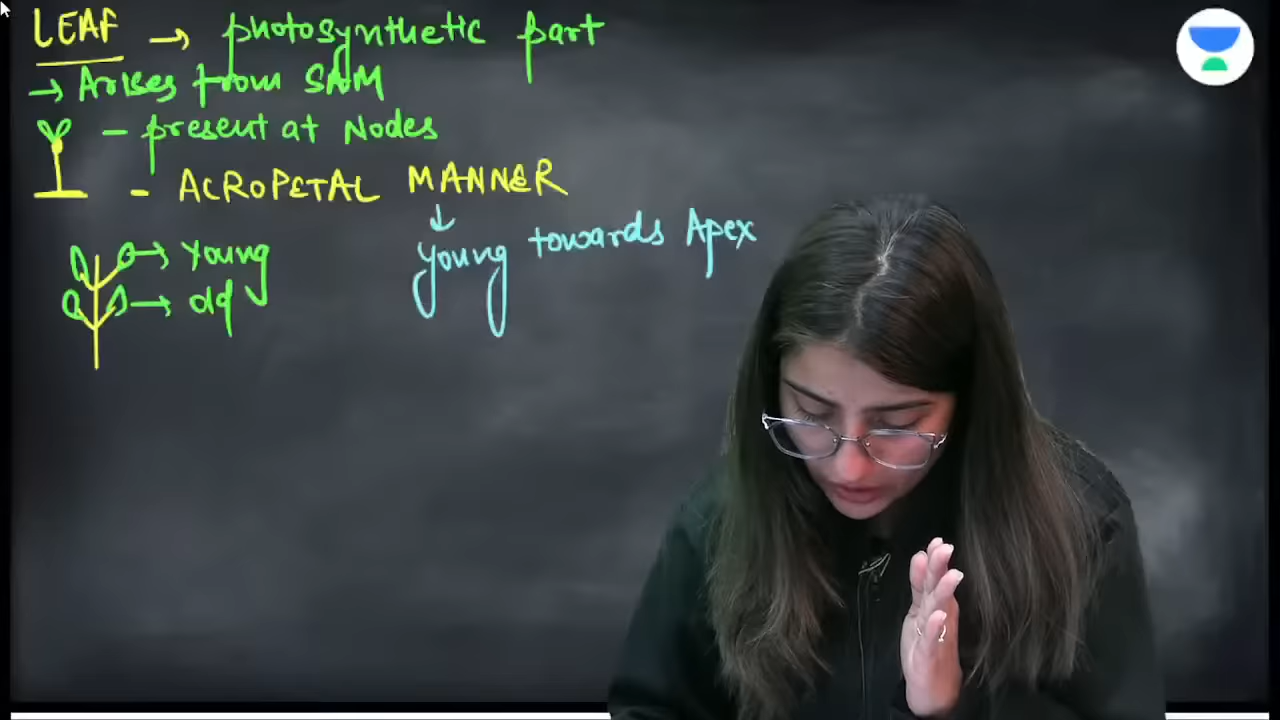 LEAF → photosynthetic part
→ Arises from SAM
- present at Nodes
- ACROPETAL MANNER
↓
young towards Apex
→ young
→ old